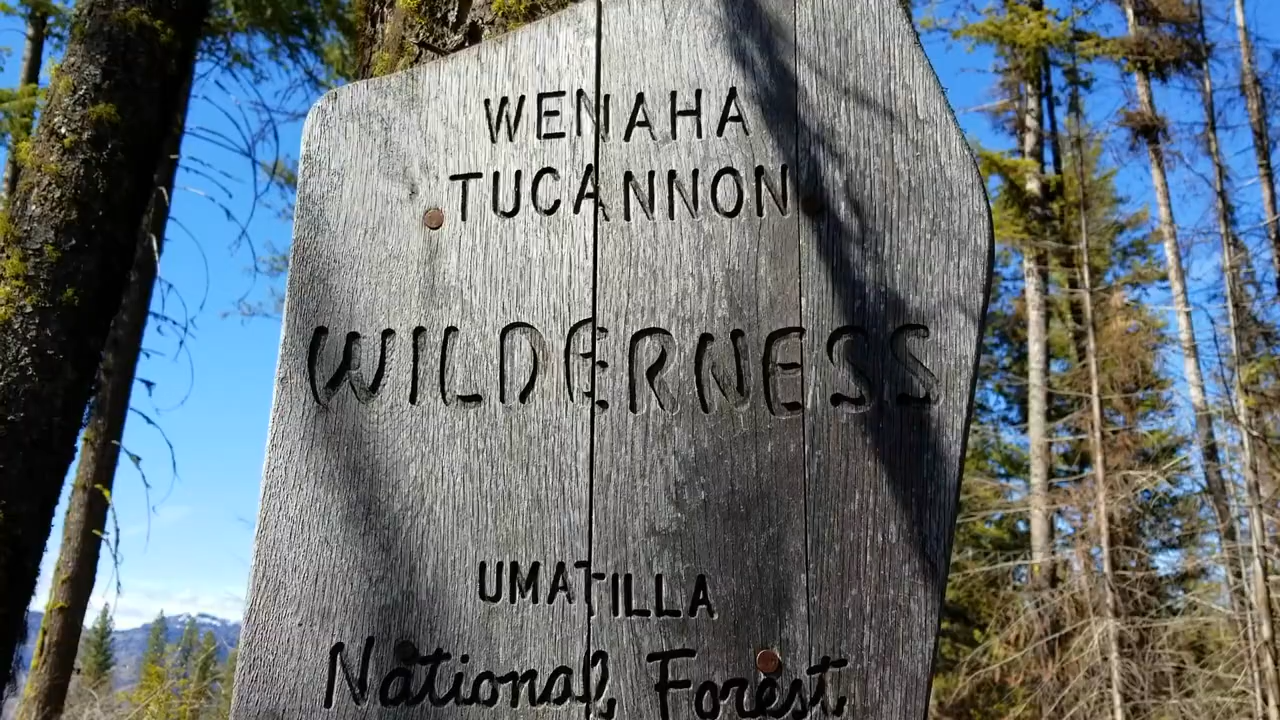 WENAHA
TUCANNON
WILDERNESS
UMATILLA
National Forest